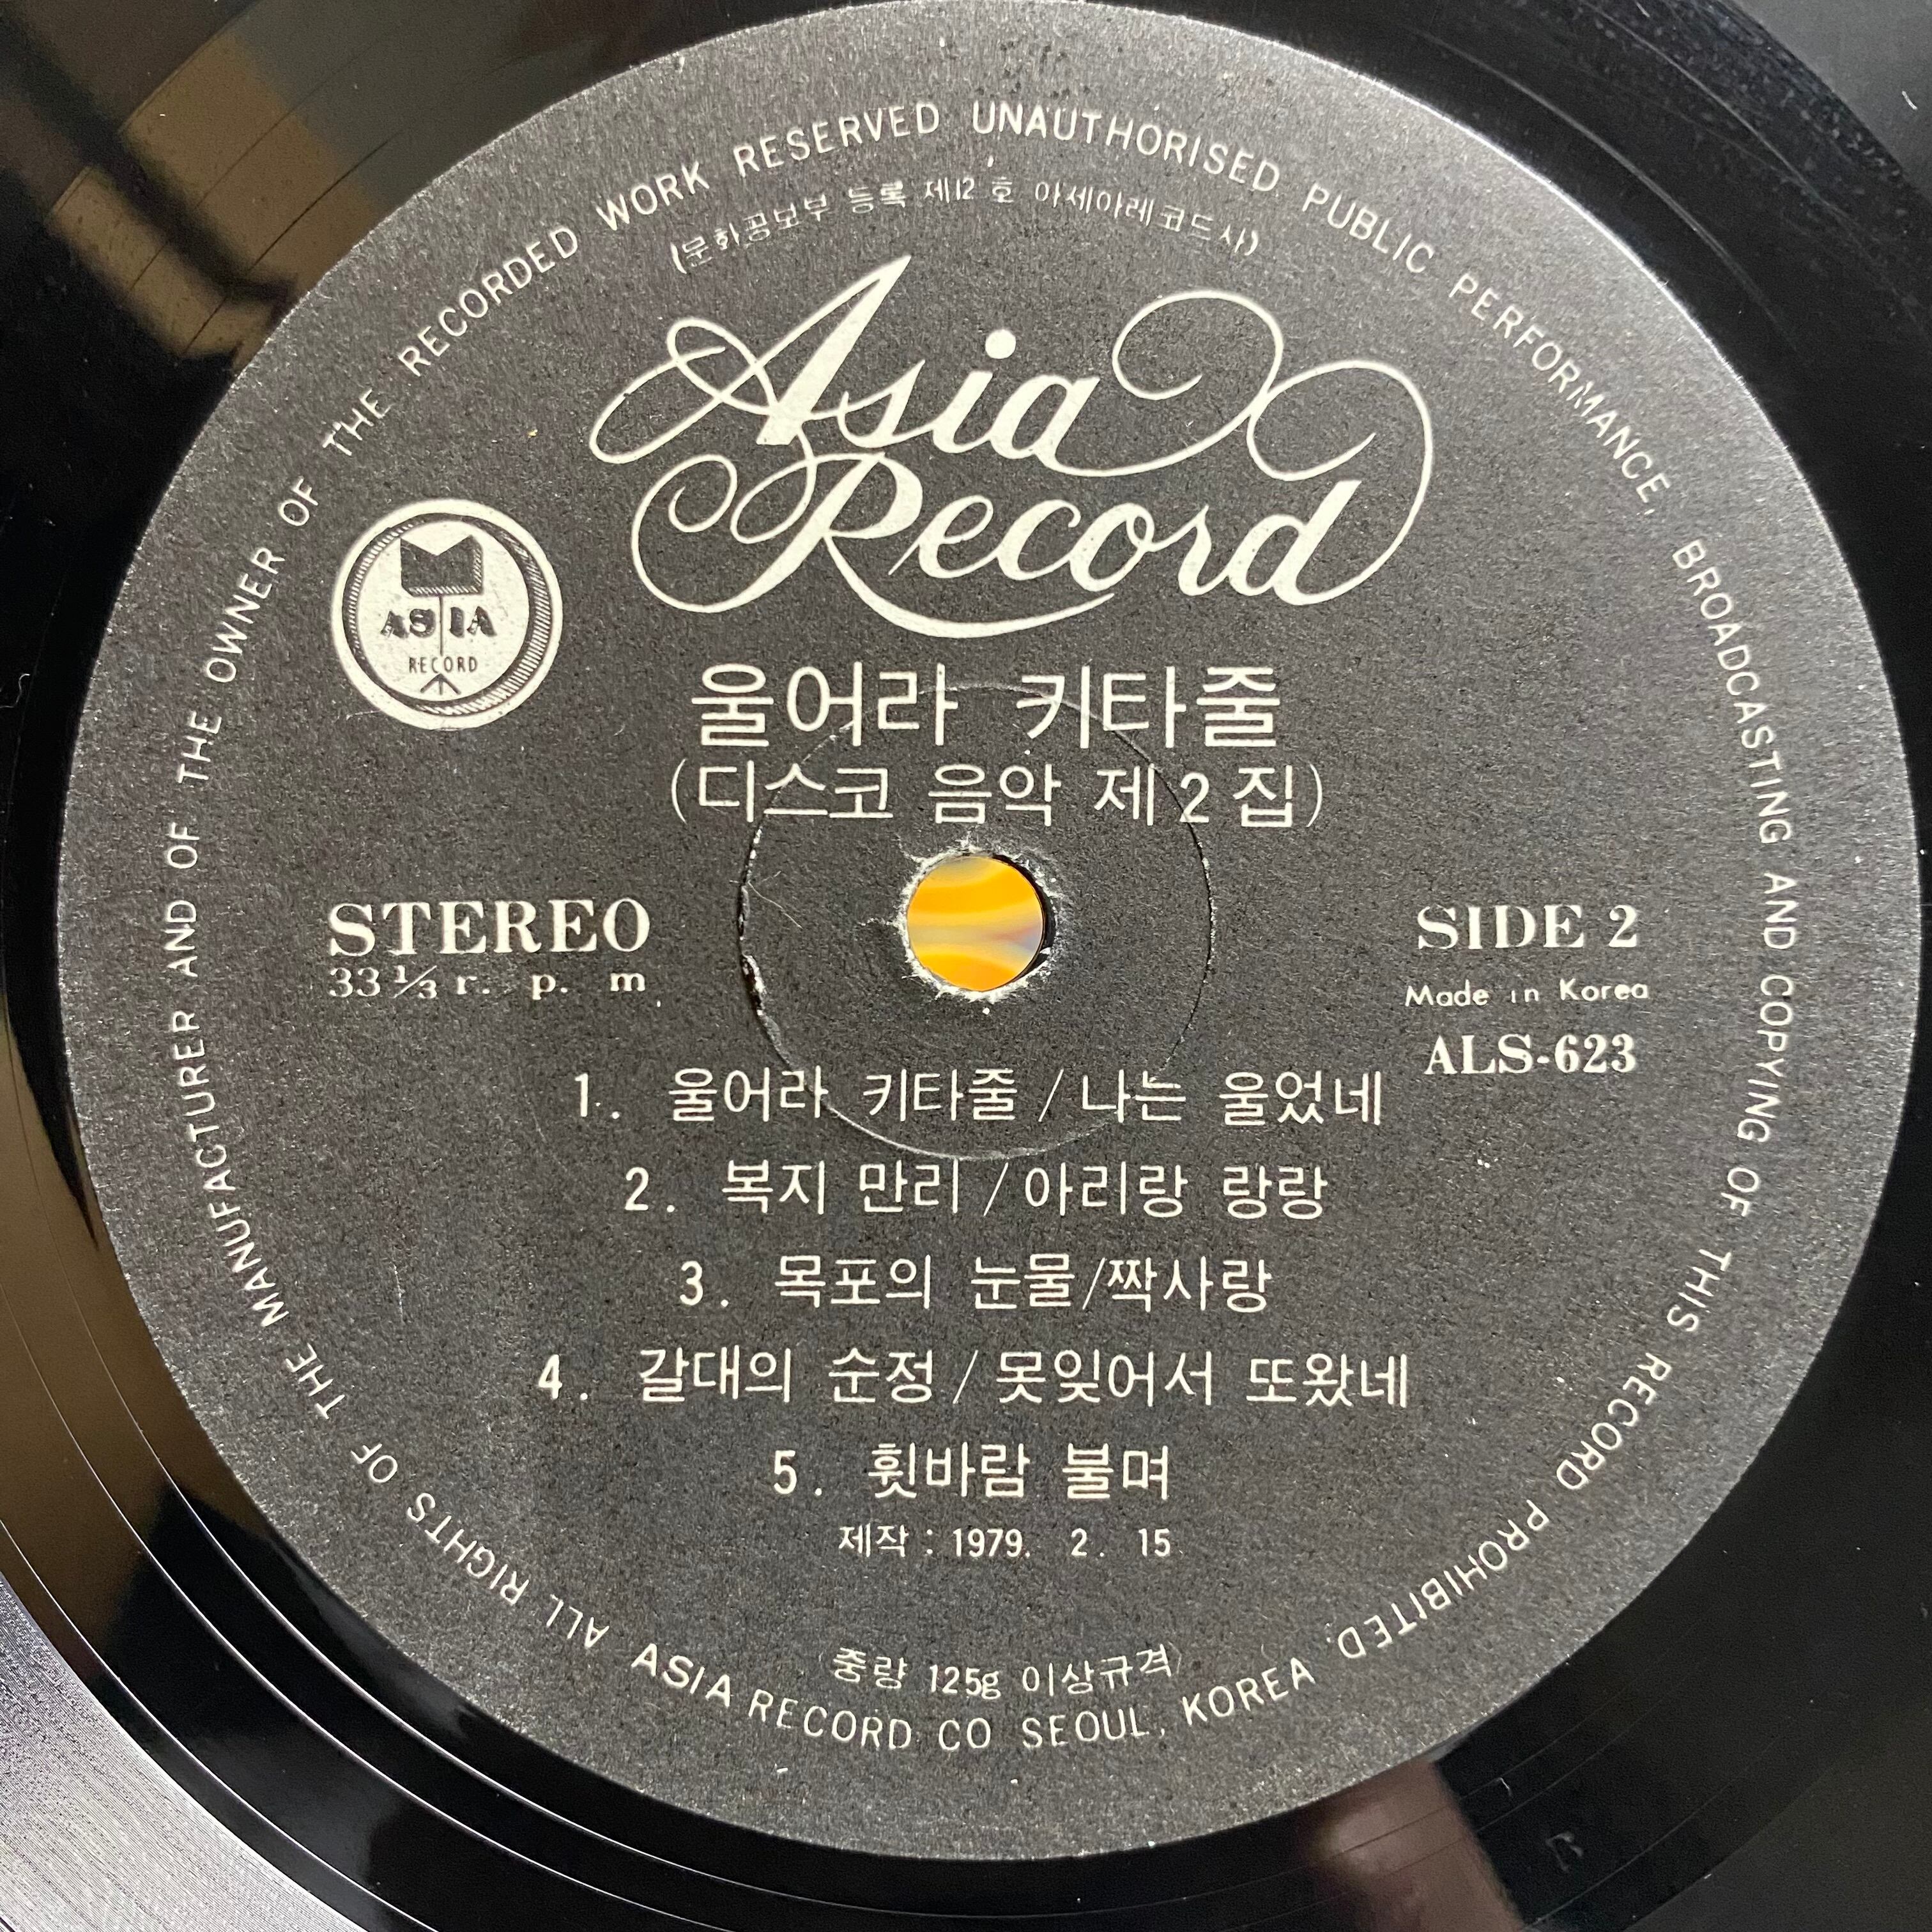 ALL RIGHTS OF THE MANUFACTURER AND OF THE OWNER OF THE RECORDED WORK RESERVED UNAUTHORISED PUBLIC PERFORMANCE, BROADCASTING AND COPYING OF THIS RECORD PROHIBITED.
(문화공보부 등록 제12 호 아세아레코드사)
Asia
Record
ASIA
RECORD
울어라 키타줄
(디스코 음악 제2집)
STEREO
33⅓ r. p. m.
SIDE 2
Made in Korea
ALS-623
1. 울어라 키타줄/나는 울었네
2. 복지 만리/아리랑 랑랑
3. 목포의 눈물/짝사랑
4. 갈대의 순정/못잊어서 또왔네
5. 휫바람 불며
제작: 1979. 2. 15
(중량 125g 이상규격)
ASIA RECORD CO SEOUL, KOREA